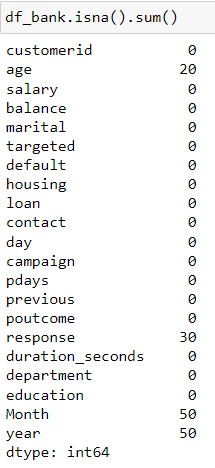 df_bank.isna().sum()
customerid 0
age 20
salary 0
balance 0
marital 0
targeted 0
default 0
housing 0
loan 0
contact 0
day 0
campaign 0
pdays 0
previous 0
poutcome 0
response 30
duration_seconds 0
department 0
education 0
Month 50
year 50
dtype: int64